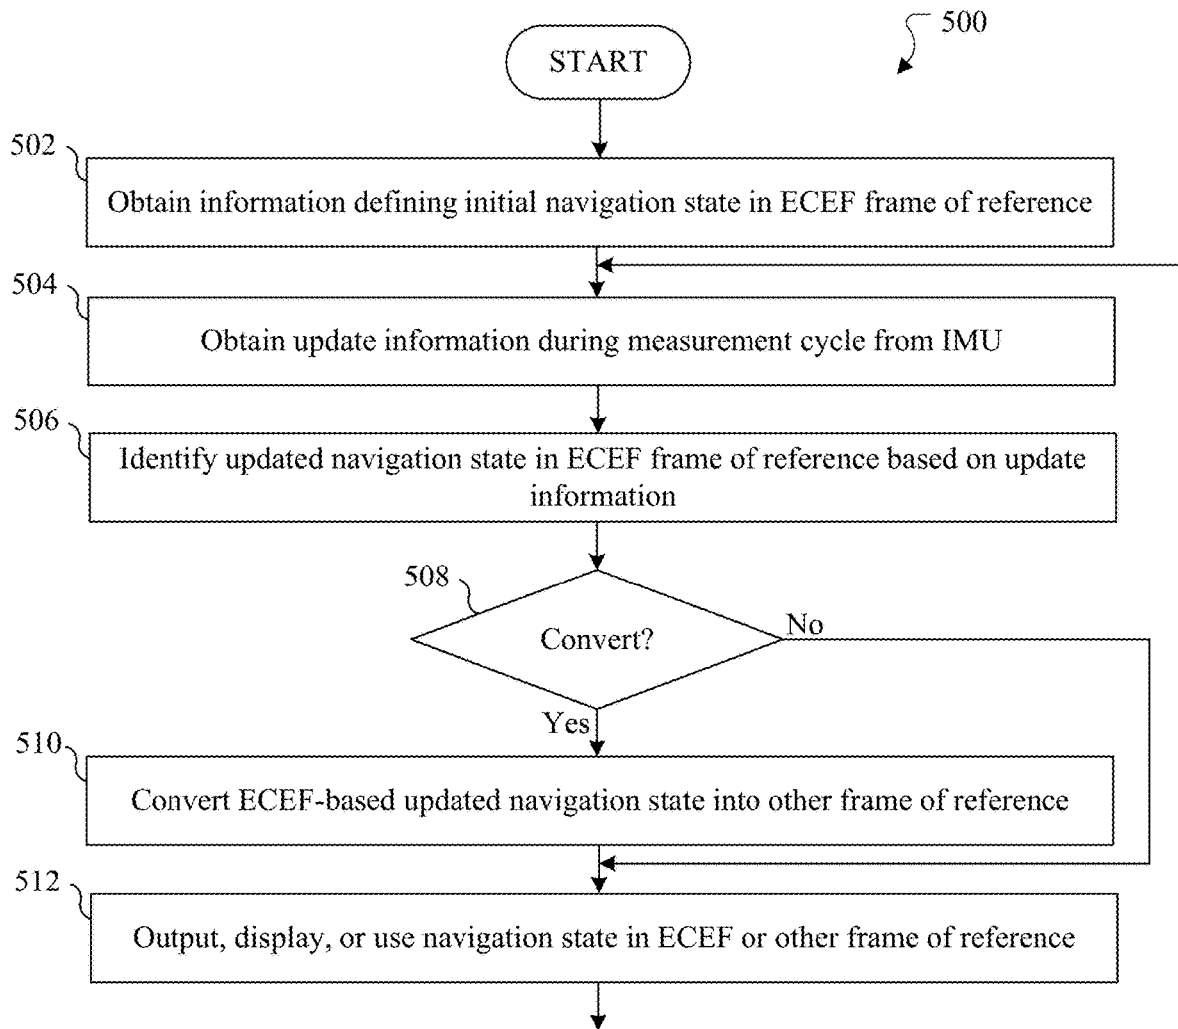 500
START
502
Obtain information defining initial navigation state in ECEF frame of reference
504
Obtain update information during measurement cycle from IMU
506
Identify updated navigation state in ECEF frame of reference based on update
information
508
Convert?
No
Yes
510
Convert ECEF-based updated navigation state into other frame of reference
512
Output, display, or use navigation state in ECEF or other frame of reference